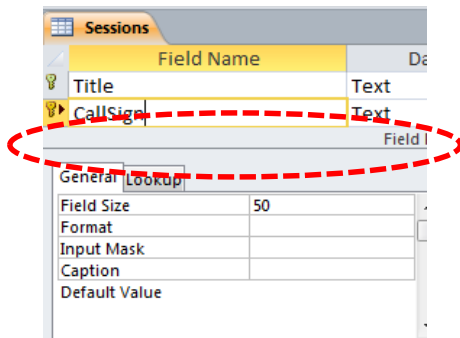 Sessions
Field Name Da
Title Text
CallSign Text
Field
General Lookup
Field Size 50
Format
Input Mask
Caption
Default Value